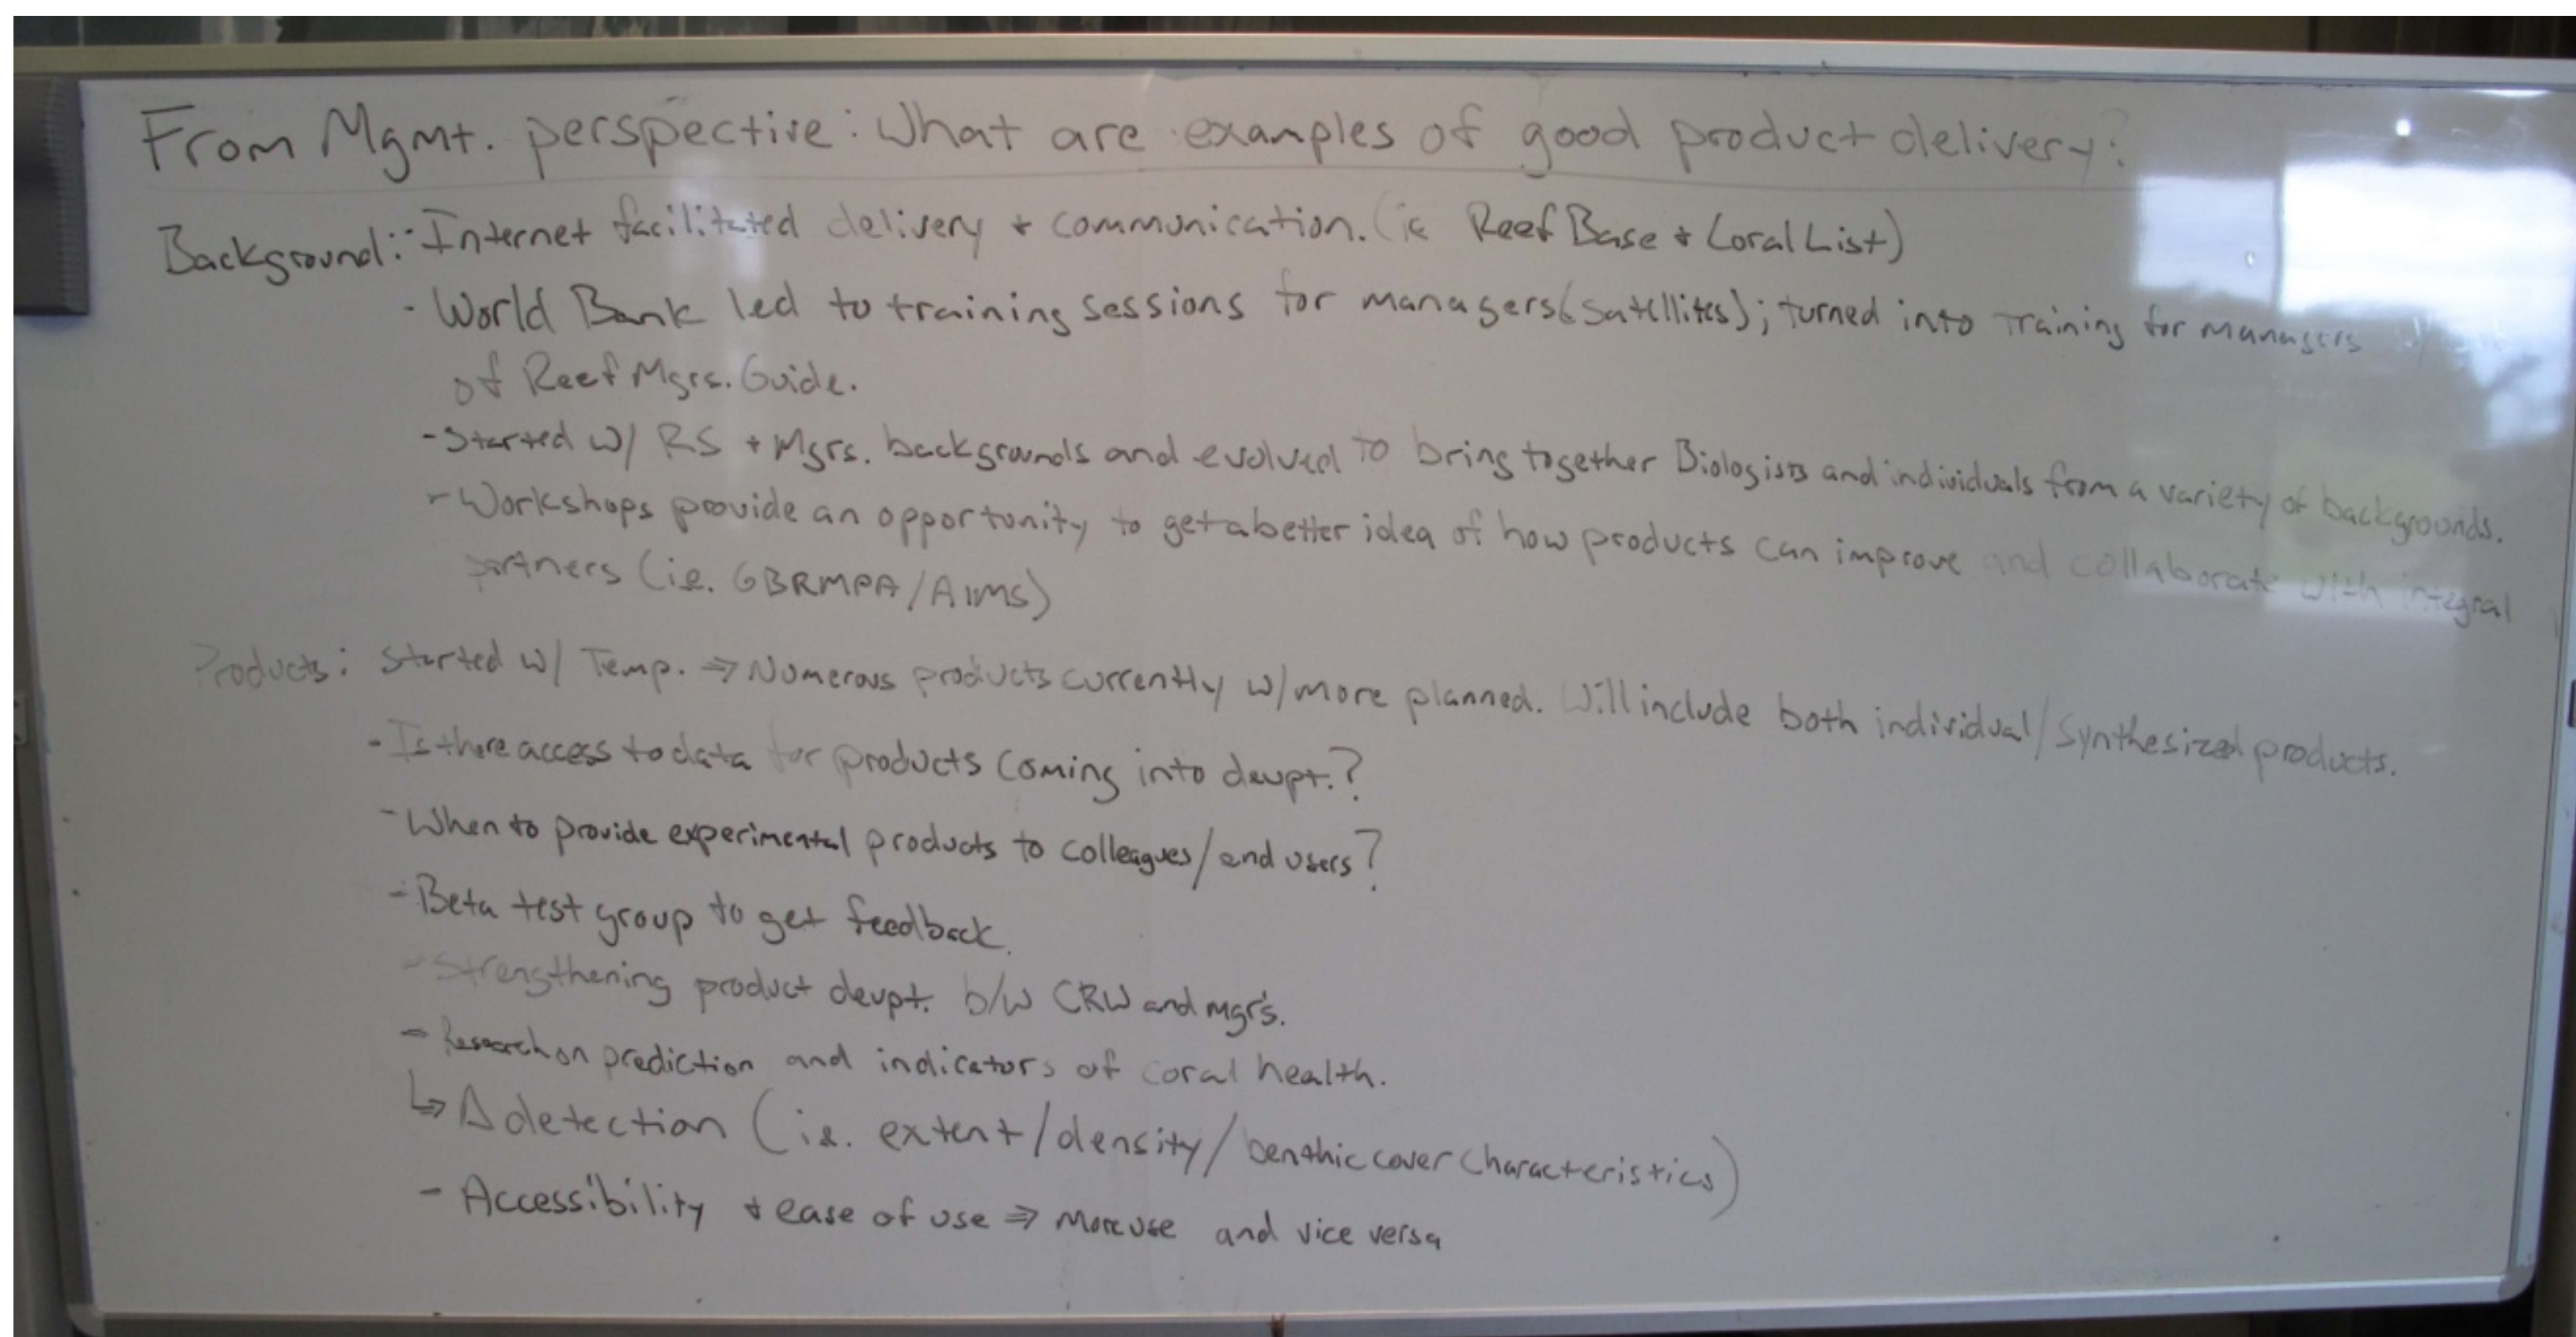 From Mgmt. perspective: What are examples of good product delivery?
Background: - Internet facilitated delivery + communication. (ie ReefBase + Coral List)
- World Bank led to training sessions for managers (satellites); turned into training for managers
of Reef Mgrs. Guide.
- Started w/ RS + Mgrs. backgrounds and evolved to bring together Biologists and individuals from a variety of backgrounds.
- Workshops provide an opportunity to get a better idea of how products can improve and collaborate with integral
partners (ie. GBRMPA/AIMS)
Products: Started w/ Temp. ⇒ Numerous products currently w/ more planned. Will include both individual/synthesized products.
- Is there access to data for products coming into devpt.?
- When to provide experimental products to colleagues/end users?
- Beta test group to get feedback.
- Strengthening product devpt. b/w CRW and mgr's.
- Research on prediction and indicators of coral health.
↳ Δ detection (i.e. extent/density/benthic cover characteristics)
- Accessibility + ease of use ⇒ More use and vice versa